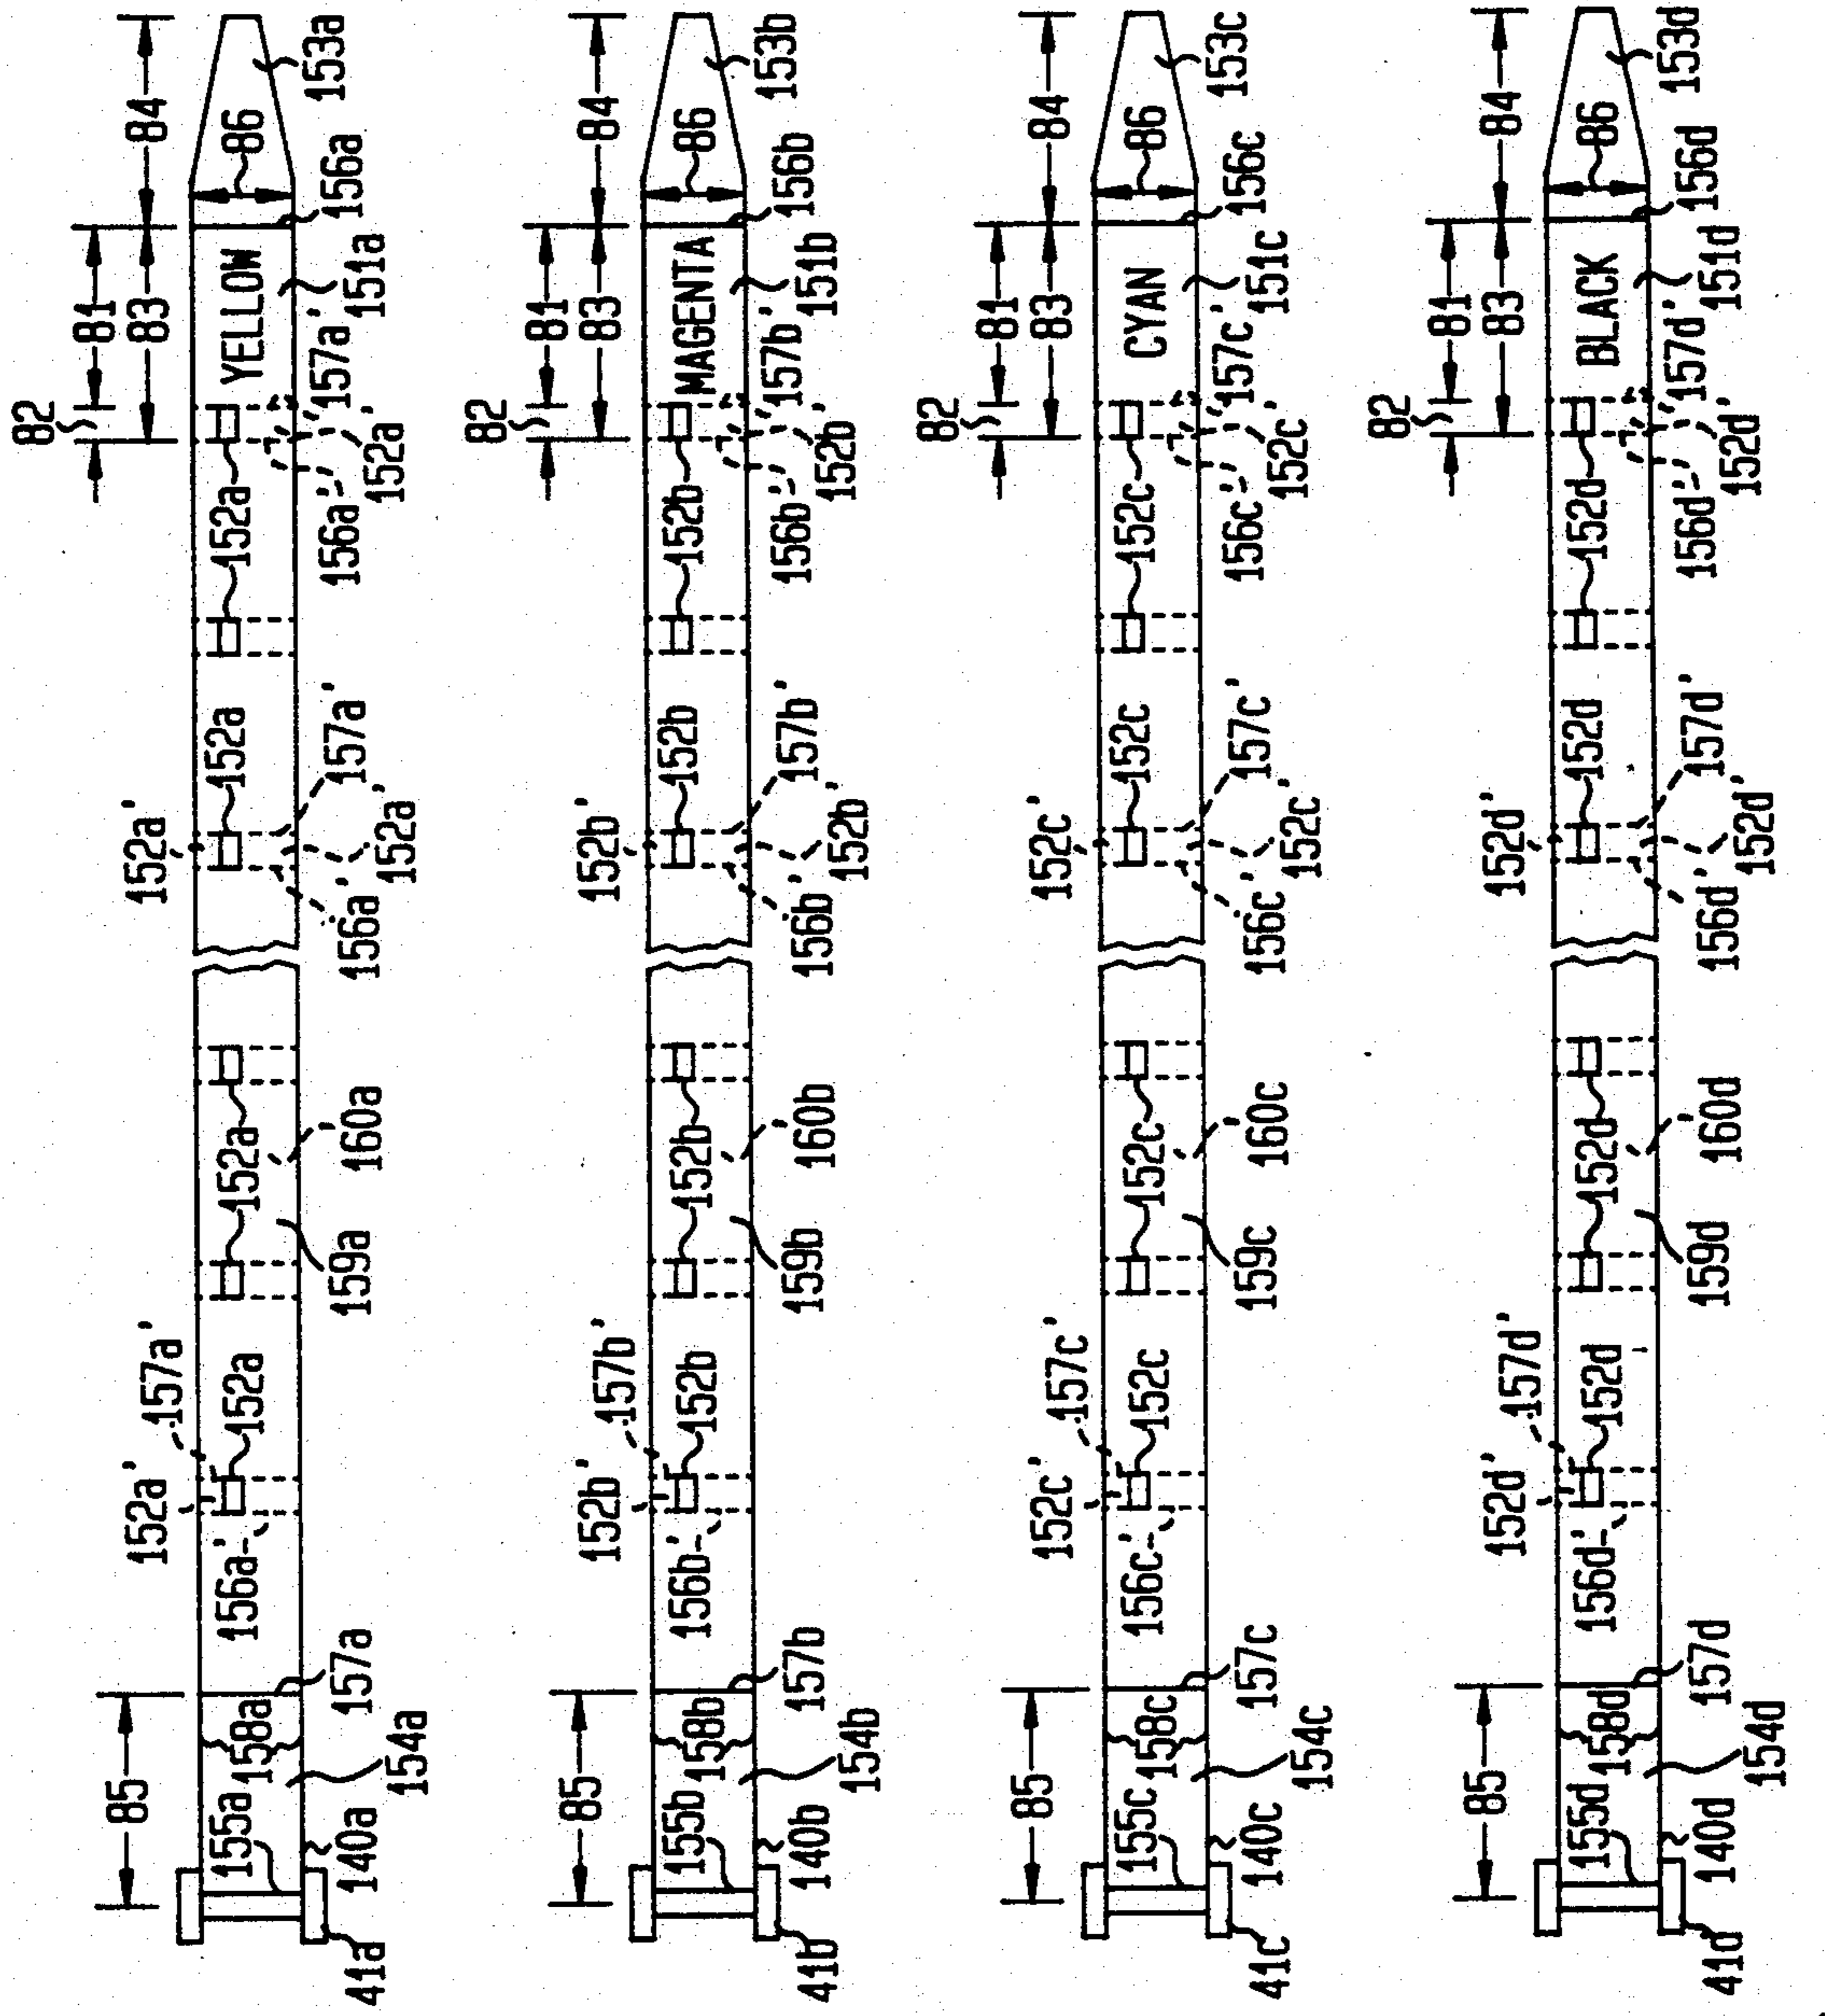 82
81
83
84
85
86
YELLOW
153a
156a
151a
157a'
152a'
156a'
152a
152a
152a'
157a'
152a'
156a'
152a
160a
159a
152a'
157a'
152a
156a'
157a
158a
155a
154a
140a
41a
82
81
83
84
85
86
MAGENTA
153b
156b
151b
157b'
152b'
156b'
152b
152b
152b'
157b'
152b'
156b'
152b
160b
159b
152b'
157b'
152b
156b'
157b
158b
155b
154b
140b
41b
82
81
83
84
85
86
CYAN
153c
156c
151c
157c'
152c'
156c'
152c
152c
152c'
157c'
152c'
156c'
152c
160c
159c
152c'
157c'
152c
156c'
157c
158c
155c
154c
140c
41c
82
81
83
84
85
86
BLACK
153d
156d
151d
157d'
152d'
156d'
152d
152d
152d'
157d'
152d'
156d'
152d
160d
159d
152d'
157d'
152d
156d'
157d
158d
155d
154d
140d
41d